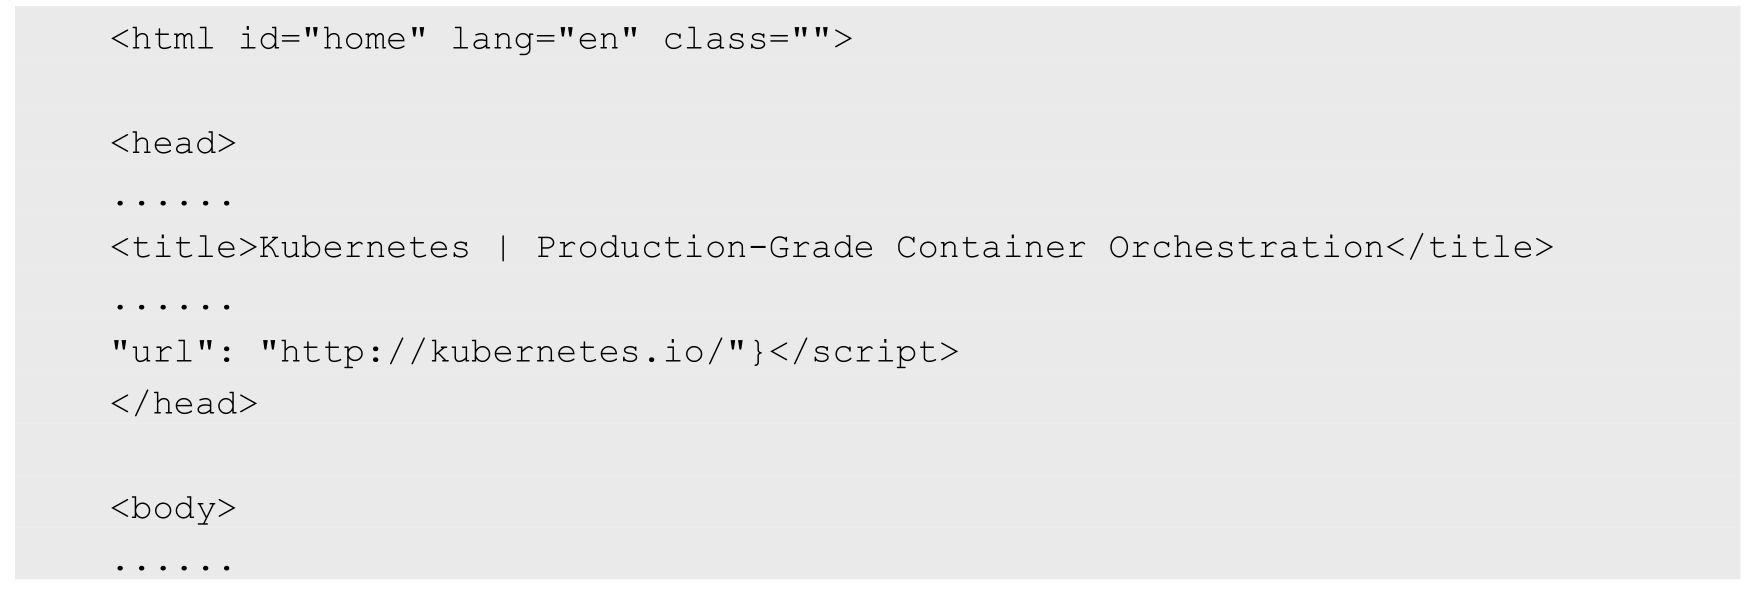 <html id="home" lang="en" class="">
<head>
......
<title>Kubernetes | Production-Grade Container Orchestration</title>
......
"url": "http://kubernetes.io/"}</script>
</head>
<body>
......